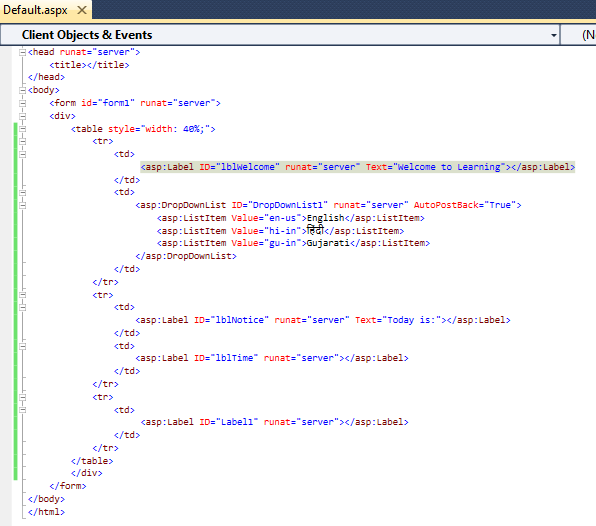 Default.aspx ×
Client Objects & Events (N
<head runat="server">
<title></title>
</head>
<body>
<form id="form1" runat="server">
<div>
<table style="width: 40%;">
<tr>
<td>
<asp:Label ID="lblWelcome" runat="server" Text="Welcome to Learning"></asp:Label>
</td>
<td>
<asp:DropDownList ID="DropDownList1" runat="server" AutoPostBack="True">
<asp:ListItem Value="en-us">English</asp:ListItem>
<asp:ListItem Value="hi-in">हिंदी</asp:ListItem>
<asp:ListItem Value="gu-in">Gujarati</asp:ListItem>
</asp:DropDownList>
</td>
</tr>
<tr>
<td>
<asp:Label ID="lblNotice" runat="server" Text="Today is:"></asp:Label>
</td>
<td>
<asp:Label ID="lblTime" runat="server"></asp:Label>
</td>
</tr>
<tr>
<td>
<asp:Label ID="Label1" runat="server"></asp:Label>
</td>
</tr>
</table>
</div>
</form>
</body>
</html>